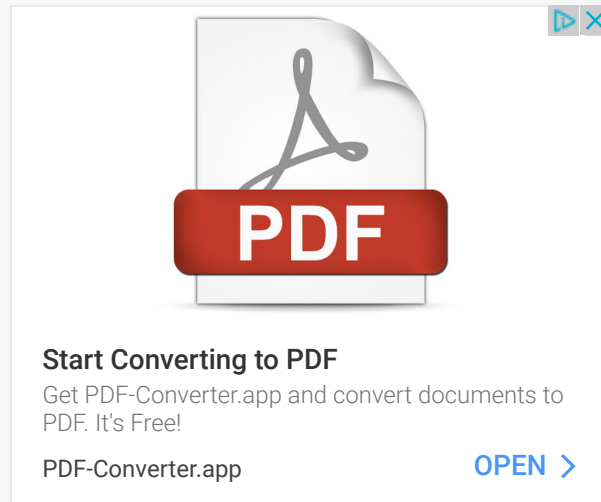 PDF
Start Converting to PDF
Get PDF-Converter.app and convert documents to
PDF. It's Free!
PDF-Converter.app
OPEN